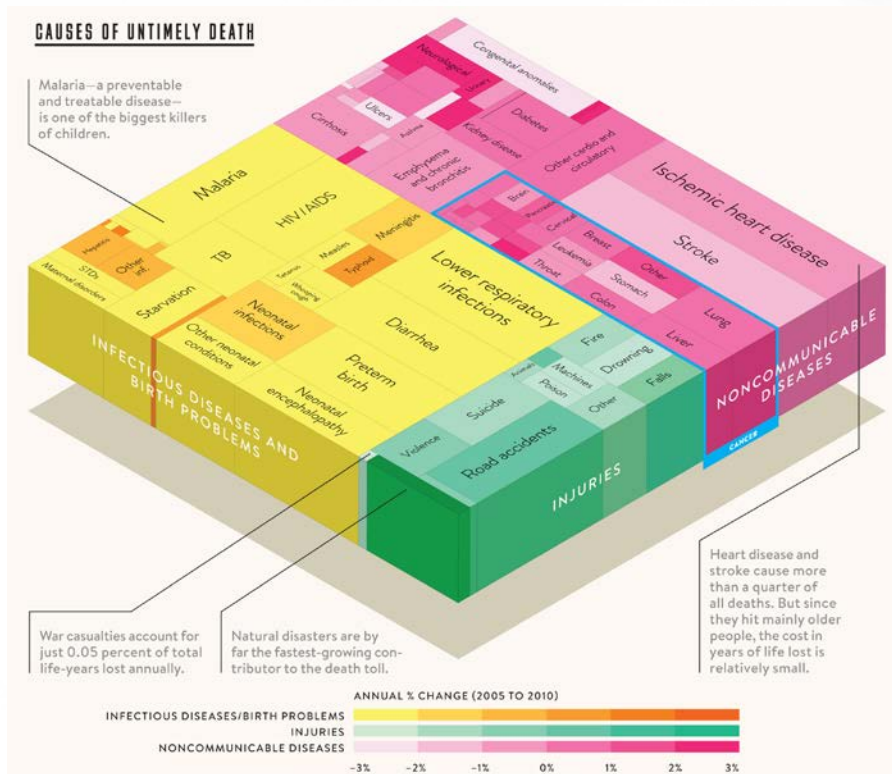 CAUSES OF UNTIMELY DEATH
Malaria—a preventable
and treatable disease—
is one of the biggest killers
of children.
Congenital anomalies
Neurological
Urinary
Ulcers
Diabetes
Cirrhosis
Asthma
Kidney disease
Other cardio and
circulatory
Emphysema
and chronic
bronchitis
Ischemic heart disease
Stroke
Malaria
HIV/AIDS
Brain
Pancreatic
Cervical
Breast
Leukemia
Other
Throat
Stomach
Colon
Lung
Liver
Meningitis
Measles
Typhoid
Tetanus
Whooping
cough
TB
Hepatitis
Other
inf.
STDs
Maternal disorders
Starvation
Lower respiratory
infections
Neonatal
infections
Diarrhea
Other neonatal
conditions
Preterm
birth
Neonatal
encephalopathy
Fire
Drowning
Animals
Machines
Poison
Falls
Other
Suicide
Violence
Road accidents
INFECTIOUS DISEASES AND
BIRTH PROBLEMS
INJURIES
CANCER
NONCOMMUNICABLE
DISEASES
War casualties account for
just 0.05 percent of total
life-years lost annually.
Natural disasters are by
far the fastest-growing con-
tributor to the death toll.
Heart disease and
stroke cause more
than a quarter of
all deaths. But since
they hit mainly older
people, the cost in
years of life lost is
relatively small.
ANNUAL % CHANGE (2005 TO 2010)
INFECTIOUS DISEASES/BIRTH PROBLEMS
INJURIES
NONCOMMUNICABLE DISEASES
-3% -2% -1% 0% 1% 2% 3%